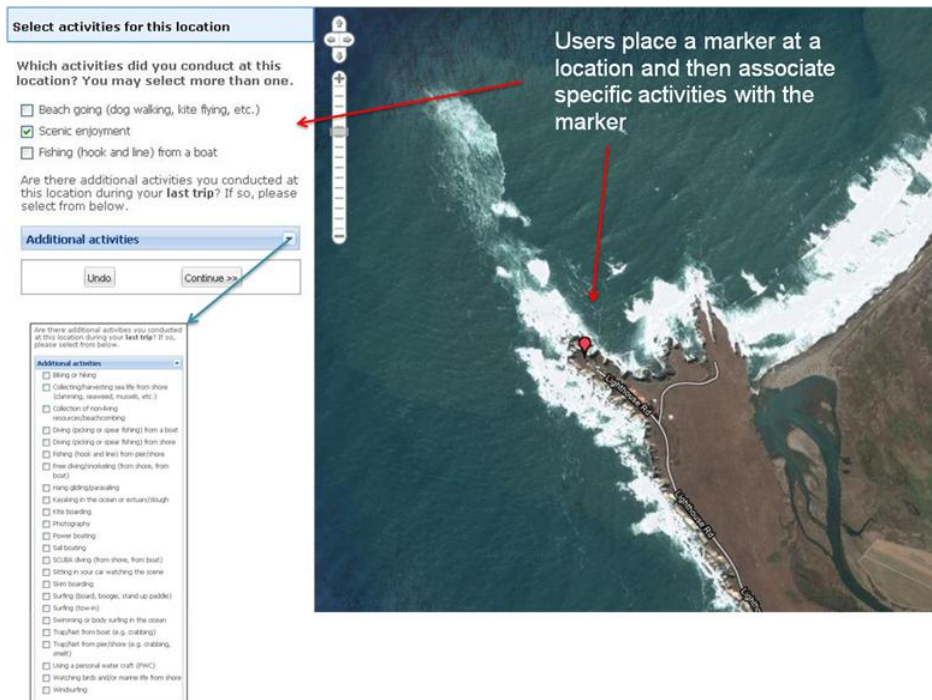 Select activities for this location
Which activities did you conduct at this
location? You may select more than one.
Beach going (dog walking, kite flying, etc.)
Scenic enjoyment
Fishing (hook and line) from a boat
Are there additional activities you conducted at
this location during your last trip? If so, please
select from below.
Additional activities
Undo
Continue >>
Are there additional activities you conducted
at this location during your last trip? If so,
please select from below.
Additional activities
Biking or hiking
Collecting/harvesting sea life from shore
(clamming, seaweed, mussels, etc.)
Collection of non-living
resources/beachcombing
Diving (picking or spear fishing) from a boat
Diving (picking or spear fishing) from shore
Fishing (hook and line) from pier/shore
Free diving/snorkeling (from shore, from
boat)
Hang gliding/parasailing
Kayaking in the ocean or estuary/slough
Kite boarding
Photography
Power boating
Sail boating
SCUBA diving (from shore, from boat)
Sitting in your car watching the scene
Skim boarding
Surfing (board, boogie, stand up paddle)
Surfing (tow-in)
Swimming or body surfing in the ocean
Trap/Net from boat (e.g. crabbing)
Trap/Net from pier/shore (e.g. crabbing,
smelt)
Using a personal water craft (PWC)
Watching birds and/or marine life from shore
Windsurfing
Users place a marker at a
location and then associate
specific activities with the
marker
Lighthouse Rd
Lighthouse Rd
Lighthou